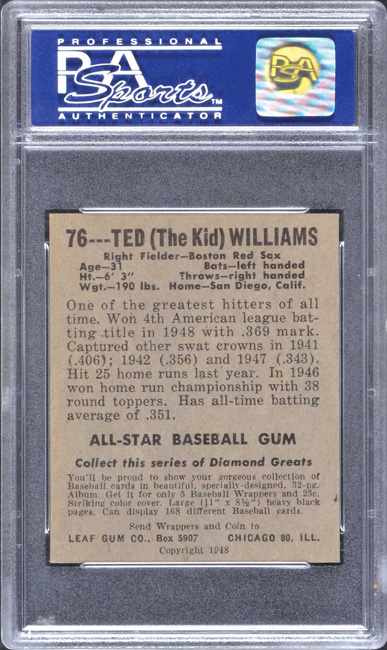 PROFESSIONAL
PSA
Sports™
AUTHENTICATOR
PSA
76---TED (The Kid) WILLIAMS
Right Fielder—Boston Red Sox
Age—31 Bats—left handed
Ht.—6' 3" Throws—right handed
Wgt.—190 lbs. Home—San Diego, Calif.
One of the greatest hitters of all
time. Won 4th American league bat-
ting title in 1948 with .369 mark.
Captured other swat crowns in 1941
(.406); 1942 (.356) and 1947 (.343).
Hit 25 home runs last year. In 1946
won home run championship with 38
round toppers. Has all-time batting
average of .351.
ALL-STAR BASEBALL GUM
Collect this series of Diamond Greats
You'll be proud to show your gorgeous collection of
Baseball cards in beautiful, specially-designed, 32-pg.
Album. Get it for only 5 Baseball Wrappers and 25c.
Striking color cover. Large (11" x 8½") heavy black
pages. Can display 168 different Baseball cards.
Send Wrappers and Coin to
LEAF GUM CO., Box 5907 CHICAGO 80, ILL.
Copyright 1948